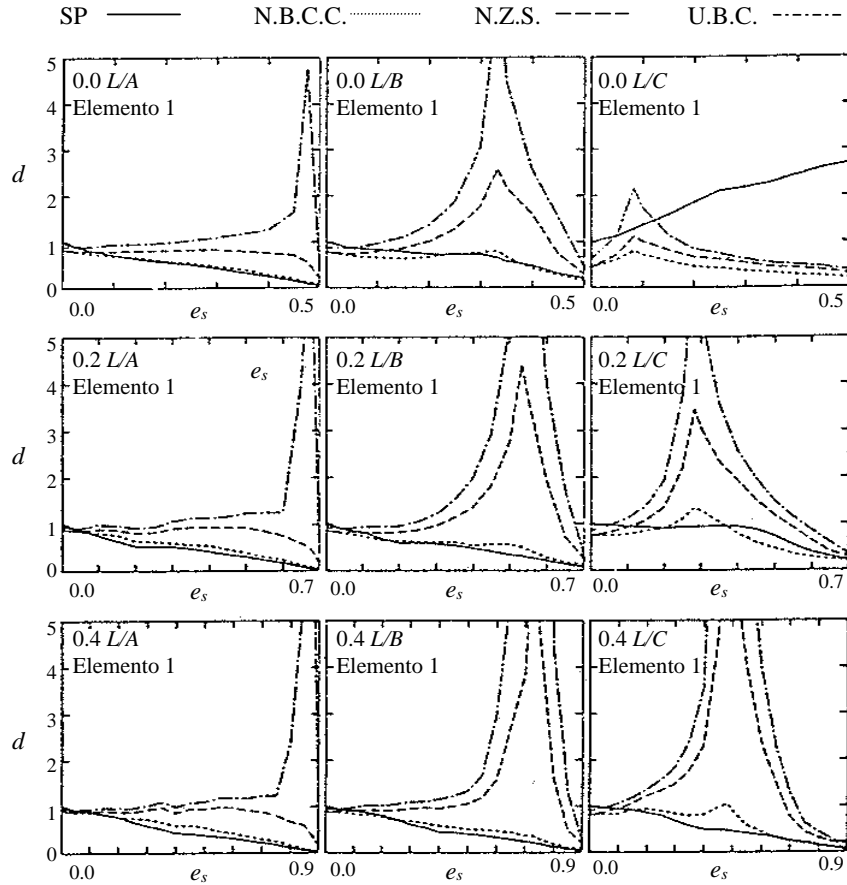 SP N.B.C.C. N.Z.S. U.B.C.
5 0.0 L/A 0.0 L/B 0.0 L/C
Elemento 1 Elemento 1 Elemento 1
4
3
d
2
1
0
0.0 e_s 0.5 0.0 e_s 0.5 0.0 e_s 0.5
5 0.2 L/A e_s 0.2 L/B 0.2 L/C
Elemento 1 Elemento 1 Elemento 1
4
3
d
2
1
0
0.0 e_s 0.7 0.0 e_s 0.7 0.0 e_s 0.7
5 0.4 L/A 0.4 L/B 0.4 L/C
Elemento 1 Elemento 1 Elemento 1
4
3
d
2
1
0
0.0 e_s 0.9 0.0 e_s 0.9 0.0 e_s 0.9